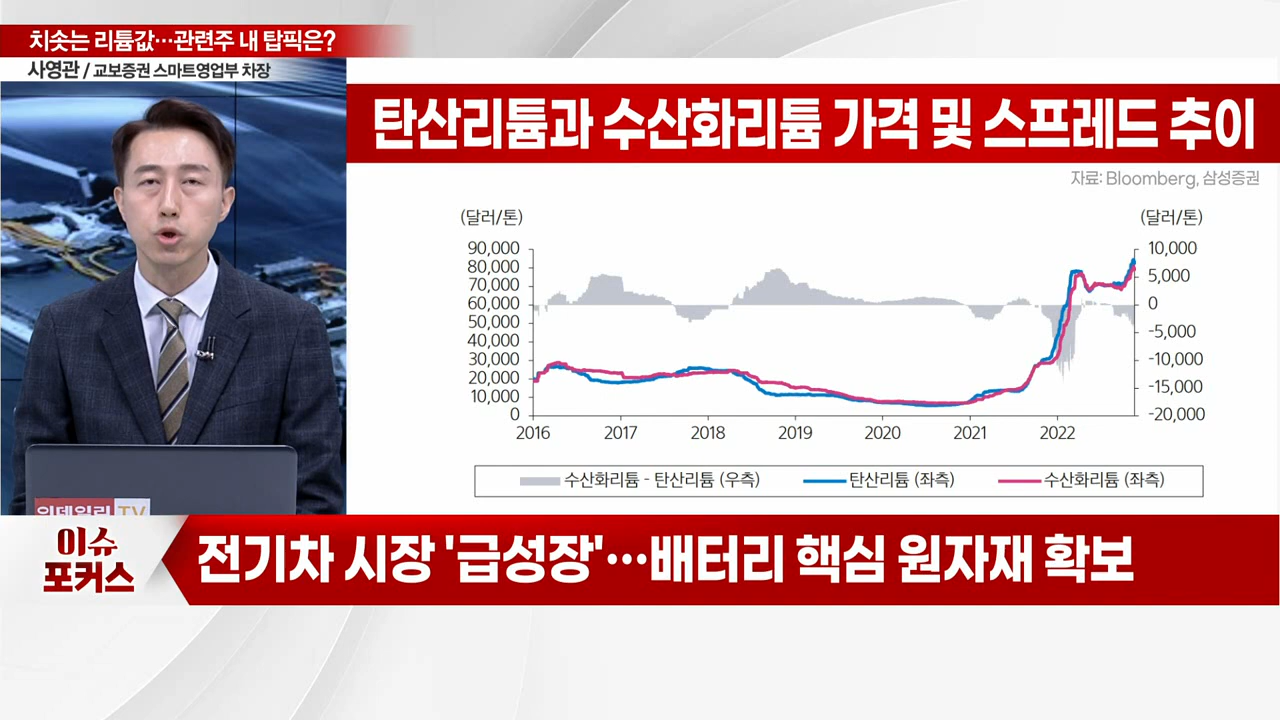 치솟는 리튬값…관련주 내 탑픽은?
사영관 / 교보증권 스마트영업부 차장
탄산리튬과 수산화리튬 가격 및 스프레드 추이
자료: Bloomberg, 삼성증권
(달러/톤)
(달러/톤)
90,000
80,000
70,000
60,000
50,000
40,000
30,000
20,000
10,000
0
10,000
5,000
0
-5,000
-10,000
-15,000
-20,000
2016 2017 2018 2019 2020 2021 2022
수산화리튬 - 탄산리튬 (우측) 탄산리튬 (좌측) 수산화리튬 (좌측)
이데일리 TV
이슈
포커스
전기차 시장 '급성장'…배터리 핵심 원자재 확보